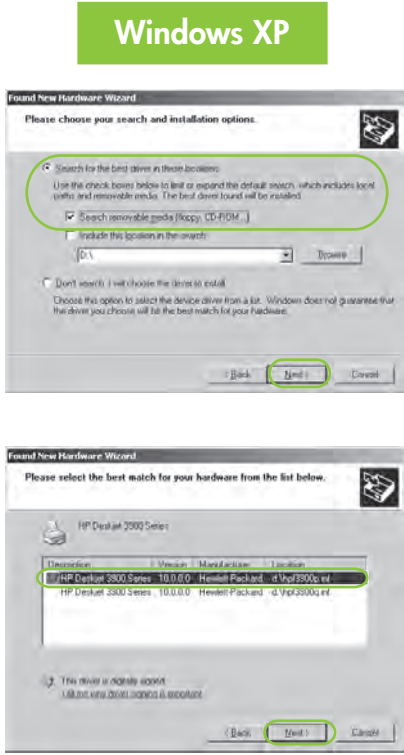 Windows XP
Found New Hardware Wizard
Please choose your search and installation options.
Search for the best driver in these locations.
Use the check boxes below to limit or expand the default search, which includes local
paths and removable media. The best driver found will be installed.
Search removable media (floppy, CD-ROM...)
Include this location in the search:
D:\
Browse
Don't search. I will choose the driver to install.
Choose this option to select the device driver from a list. Windows does not guarantee that
the driver you choose will be the best match for your hardware.
< Back Next > Cancel
Found New Hardware Wizard
Please select the best match for your hardware from the list below.
HP Deskjet 3900 Series
Description Version Manufacturer Location
HP Deskjet 3900 Series 10.0.0.0 Hewlett-Packard
HP Deskjet 3900 Series 10.0.0.0 Hewlett-Packard
This driver is digitally signed.
Tell me why driver signing is important
< Back Next > Cancel